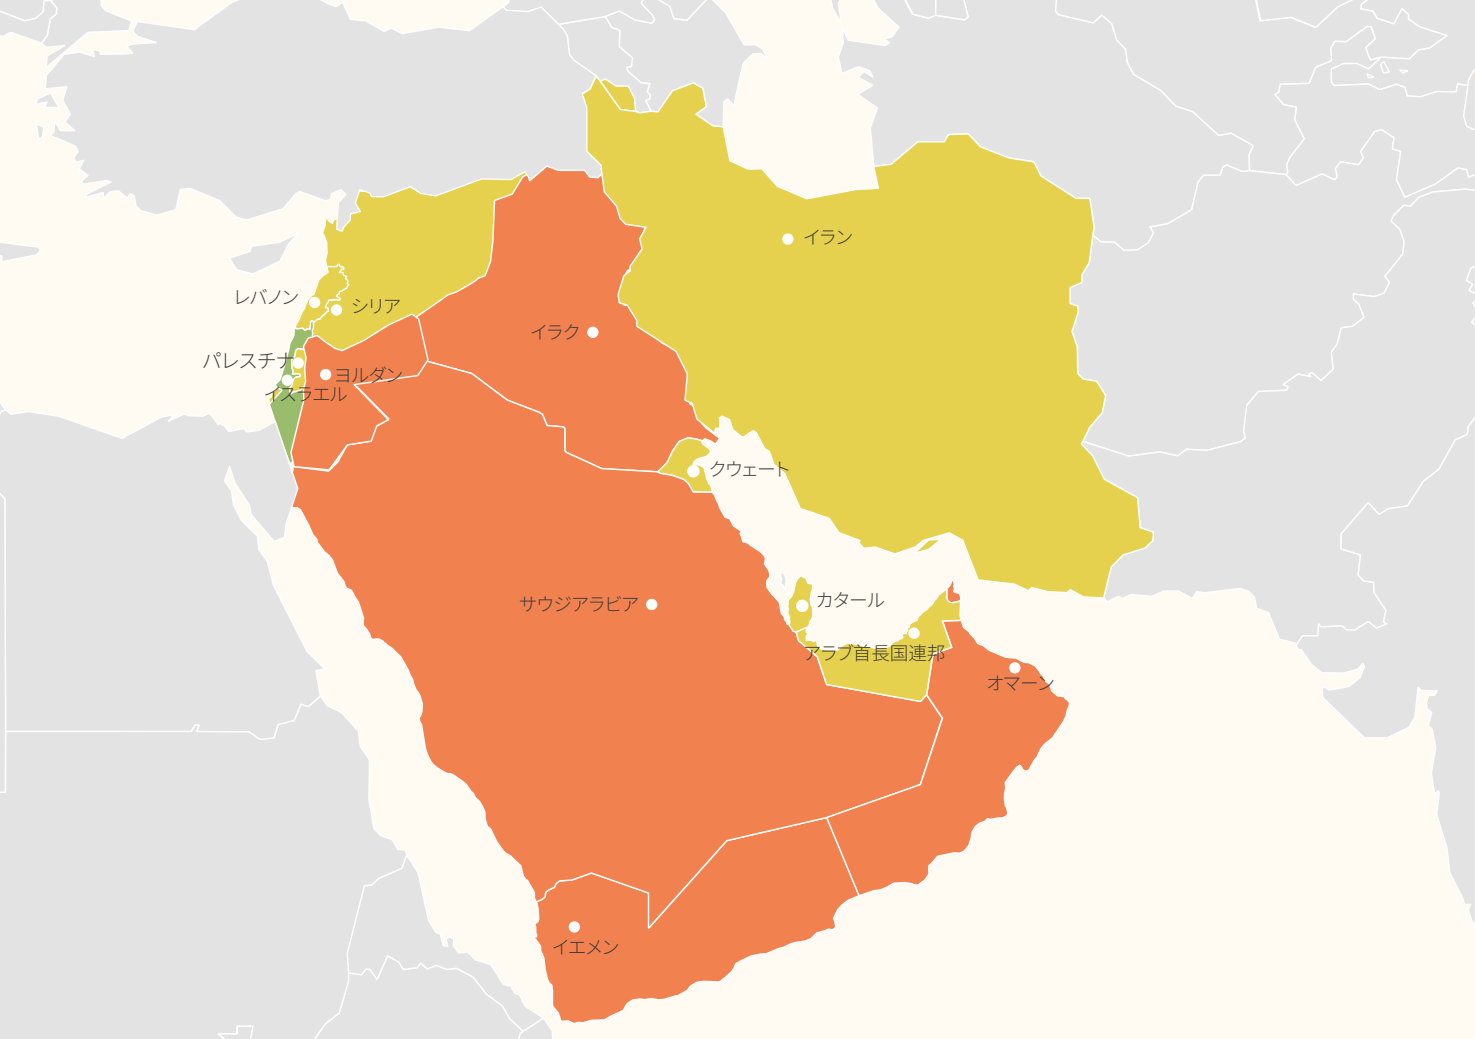 イラン
レバノン
シリア
イラク
パレスチナ
ヨルダン
イスラエル
クウェート
サウジアラビア
カタール
アラブ首長国連邦
オマーン
イエメン